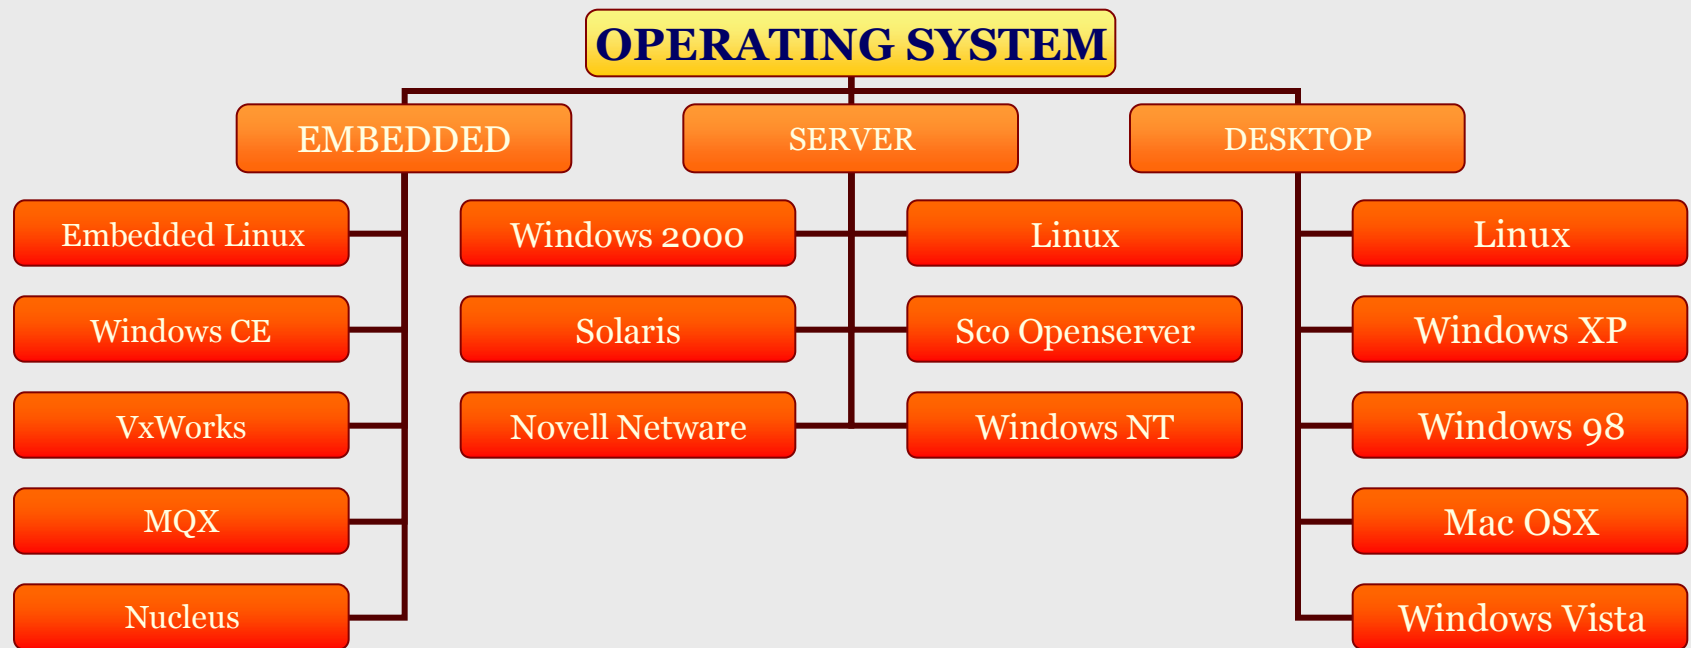 OPERATING SYSTEM
EMBEDDED
SERVER
DESKTOP
Embedded Linux
Windows CE
VxWorks
MQX
Nucleus
Windows 2000
Linux
Solaris
Sco Openserver
Novell Netware
Windows NT
Linux
Windows XP
Windows 98
Mac OSX
Windows Vista